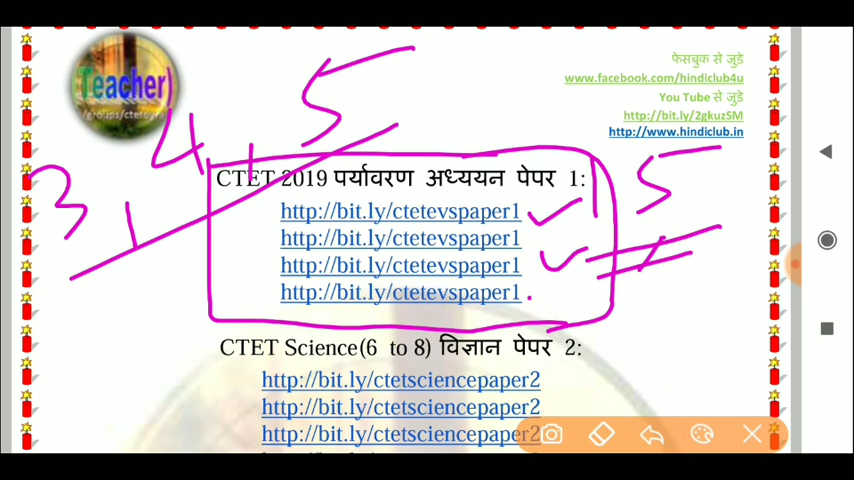 Teacher)
/groups/ctet
फेसबुक से जुडे
www.facebook.com/hindiclub4u
You Tube से जुडे
http://bit.ly/2gkuzSM
http://www.hindiclub.in
3 4 5
CTET 2019 पर्यावरण अध्ययन पेपर 1:
http://bit.ly/ctetevspaper1
http://bit.ly/ctetevspaper1
http://bit.ly/ctetevspaper1
http://bit.ly/ctetevspaper1
5
CTET Science(6 to 8) विज्ञान पेपर 2:
http://bit.ly/ctetsciencepaper2
http://bit.ly/ctetsciencepaper2
http://bit.ly/ctetsciencepaper2